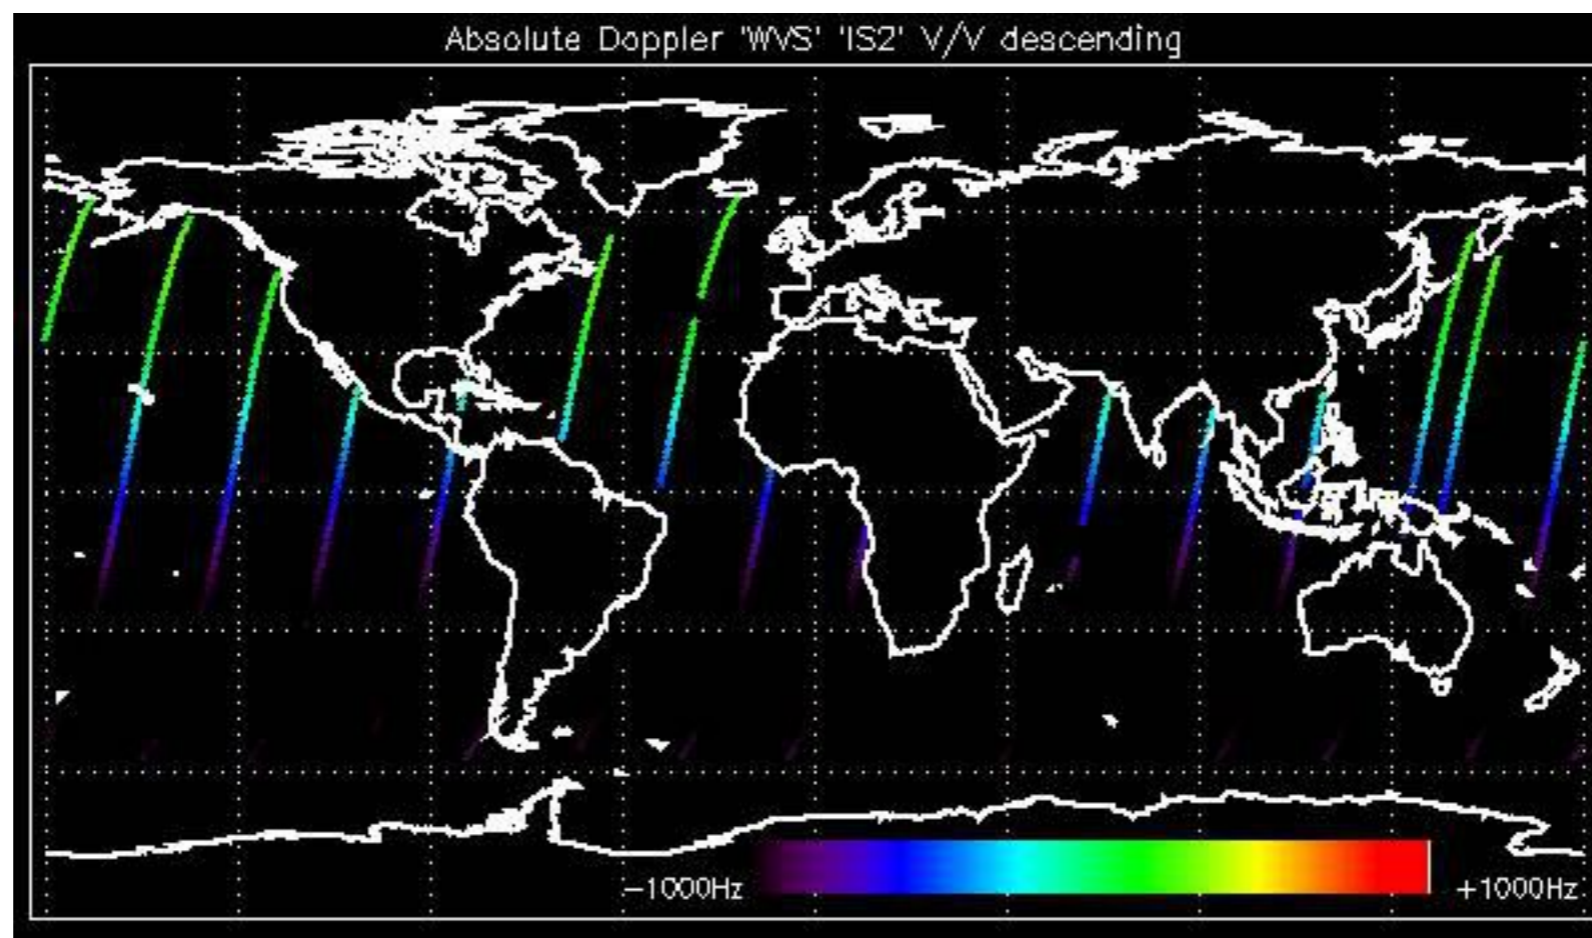 Absolute Doppler 'WVS' 'IS2' V/V descending
−1000Hz
+1000Hz